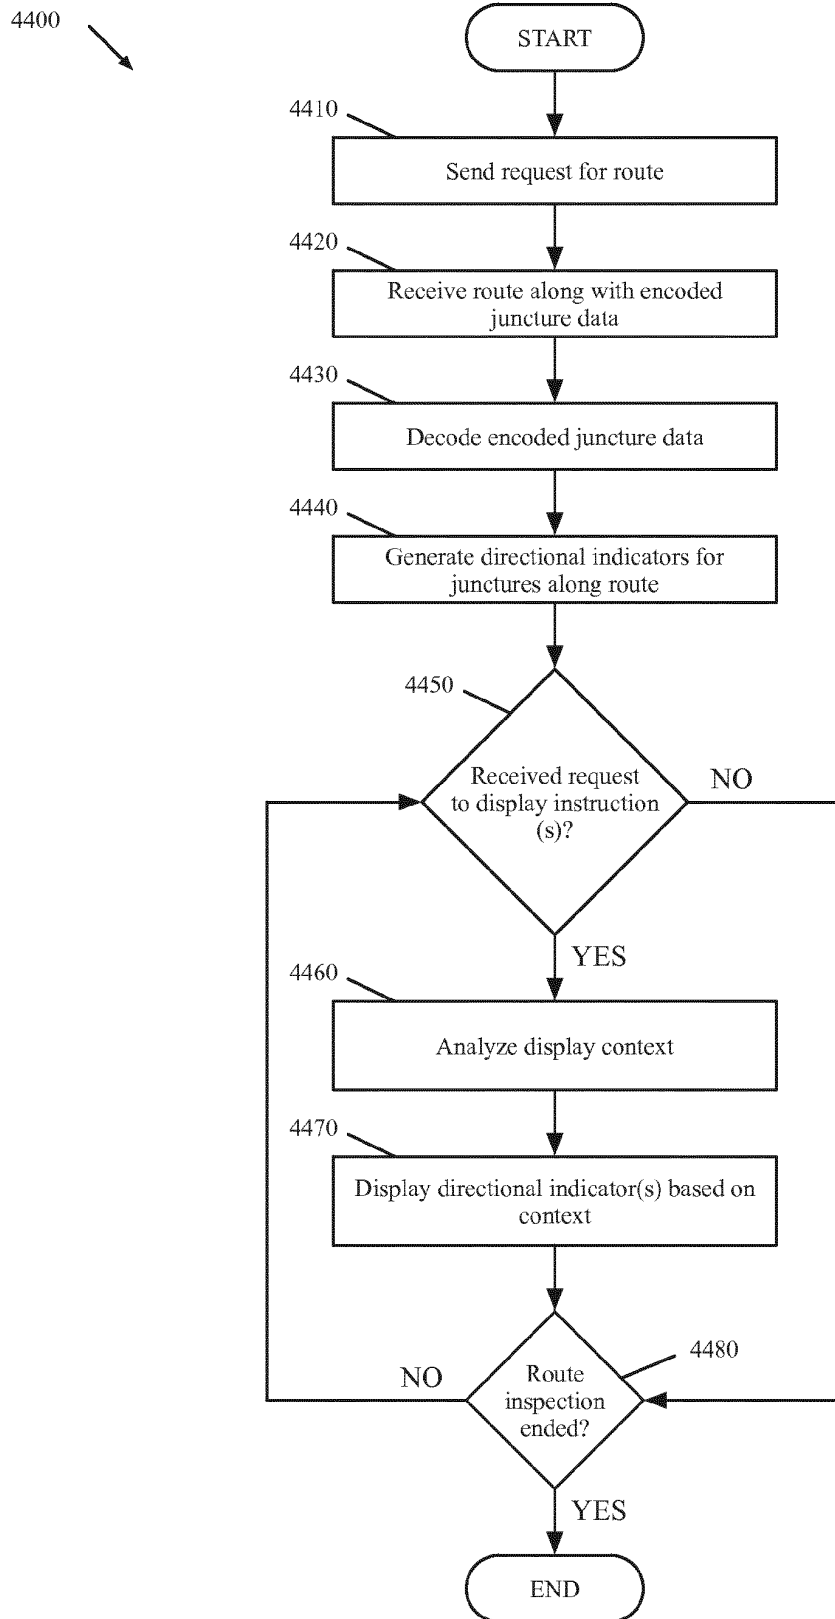 4400
START
4410
Send request for route
4420
Receive route along with encoded
juncture data
4430
Decode encoded juncture data
4440
Generate directional indicators for
junctures along route
4450
Received request
to display instruction
(s)?
NO
YES
4460
Analyze display context
4470
Display directional indicator(s) based on
context
4480
Route
inspection
ended?
NO
YES
END